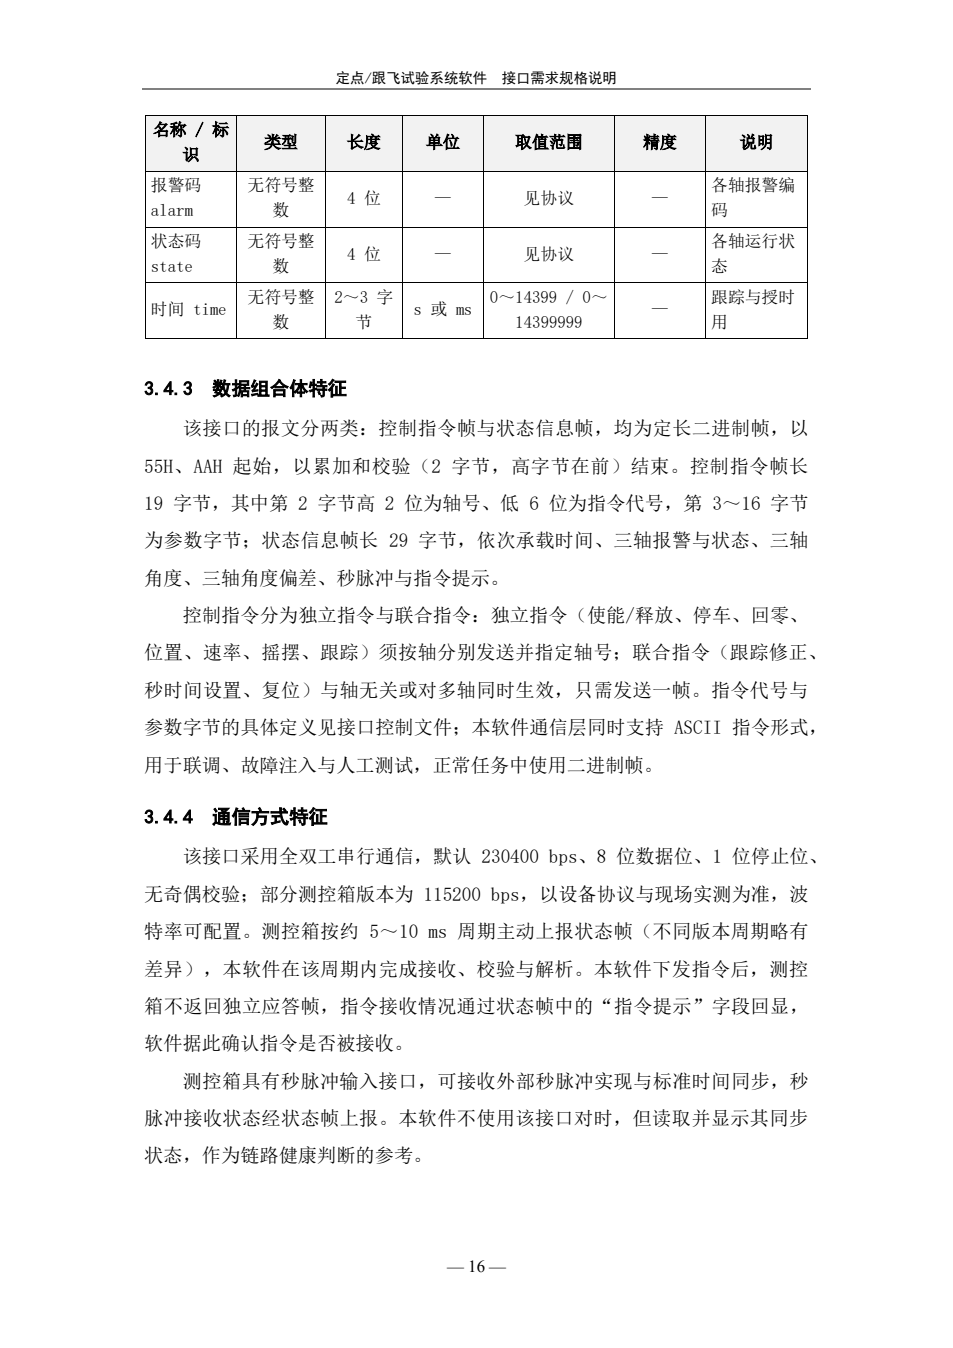 定点/跟飞试验系统软件　接口需求规格说明
名称 / 标识 类型 长度 单位 取值范围 精度 说明
报警码 alarm 无符号整数 4 位 — 见协议 — 各轴报警编码
状态码 state 无符号整数 4 位 — 见协议 — 各轴运行状态
时间 time 无符号整数 2～3 字节 s 或 ms 0～14399 / 0～14399999 — 跟踪与授时用
3.4.3　数据组合体特征
该接口的报文分两类：控制指令帧与状态信息帧，均为定长二进制帧，以
55H、AAH 起始，以累加和校验（2 字节，高字节在前）结束。控制指令帧长
19 字节，其中第 2 字节高 2 位为轴号、低 6 位为指令代号，第 3～16 字节
为参数字节；状态信息帧长 29 字节，依次承载时间、三轴报警与状态、三轴
角度、三轴角度偏差、秒脉冲与指令提示。
控制指令分为独立指令与联合指令：独立指令（使能/释放、停车、回零、
位置、速率、摇摆、跟踪）须按轴分别发送并指定轴号；联合指令（跟踪修正、
秒时间设置、复位）与轴无关或对多轴同时生效，只需发送一帧。指令代号与
参数字节的具体定义见接口控制文件；本软件通信层同时支持 ASCII 指令形式，
用于联调、故障注入与人工测试，正常任务中使用二进制帧。
3.4.4　通信方式特征
该接口采用全双工串行通信，默认 230400 bps、8 位数据位、1 位停止位、
无奇偶校验；部分测控箱版本为 115200 bps，以设备协议与现场实测为准，波
特率可配置。测控箱按约 5～10 ms 周期主动上报状态帧（不同版本周期略有
差异），本软件在该周期内完成接收、校验与解析。本软件下发指令后，测控
箱不返回独立应答帧，指令接收情况通过状态帧中的“指令提示”字段回显，
软件据此确认指令是否被接收。
测控箱具有秒脉冲输入接口，可接收外部秒脉冲实现与标准时间同步，秒
脉冲接收状态经状态帧上报。本软件不使用该接口对时，但读取并显示其同步
状态，作为链路健康判断的参考。
— 16 —